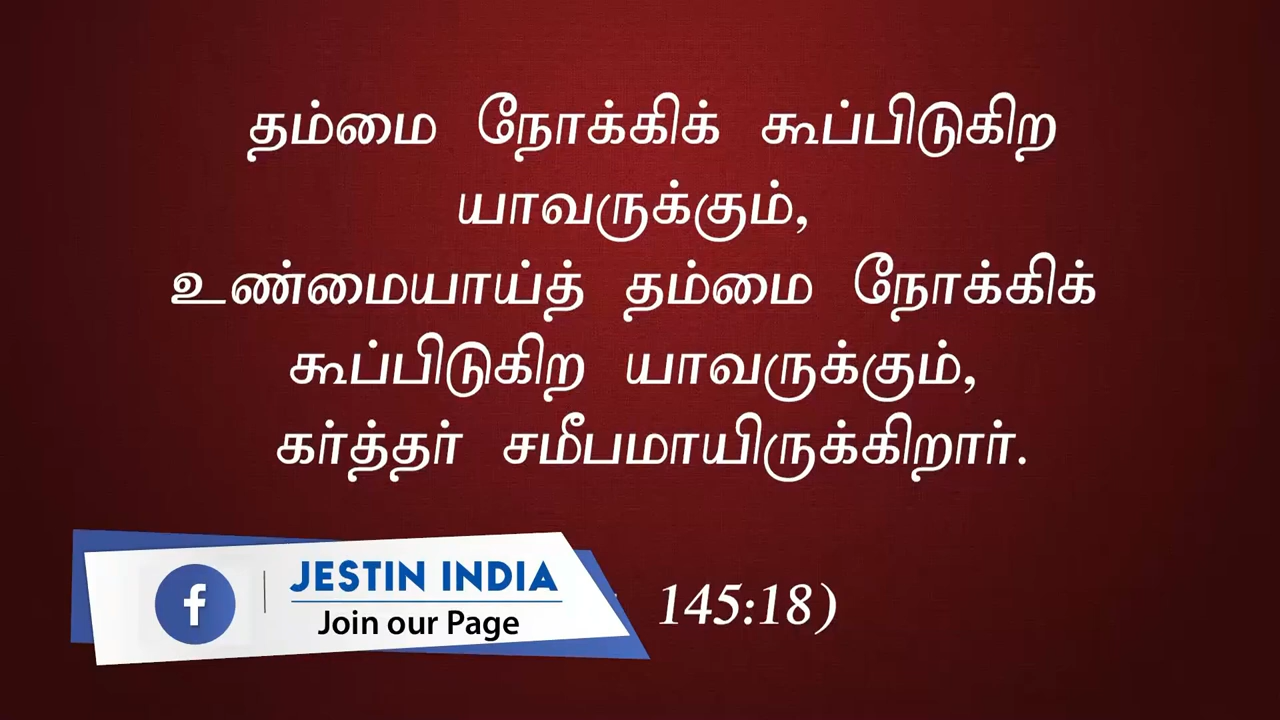 தம்மை நோக்கிக் கூப்பிடுகிற
யாவருக்கும்,
உண்மையாய்த் தம்மை நோக்கிக்
கூப்பிடுகிற யாவருக்கும்,
கர்த்தர் சமீபமாயிருக்கிறார்.
145:18)
f
JESTIN INDIA
Join our Page